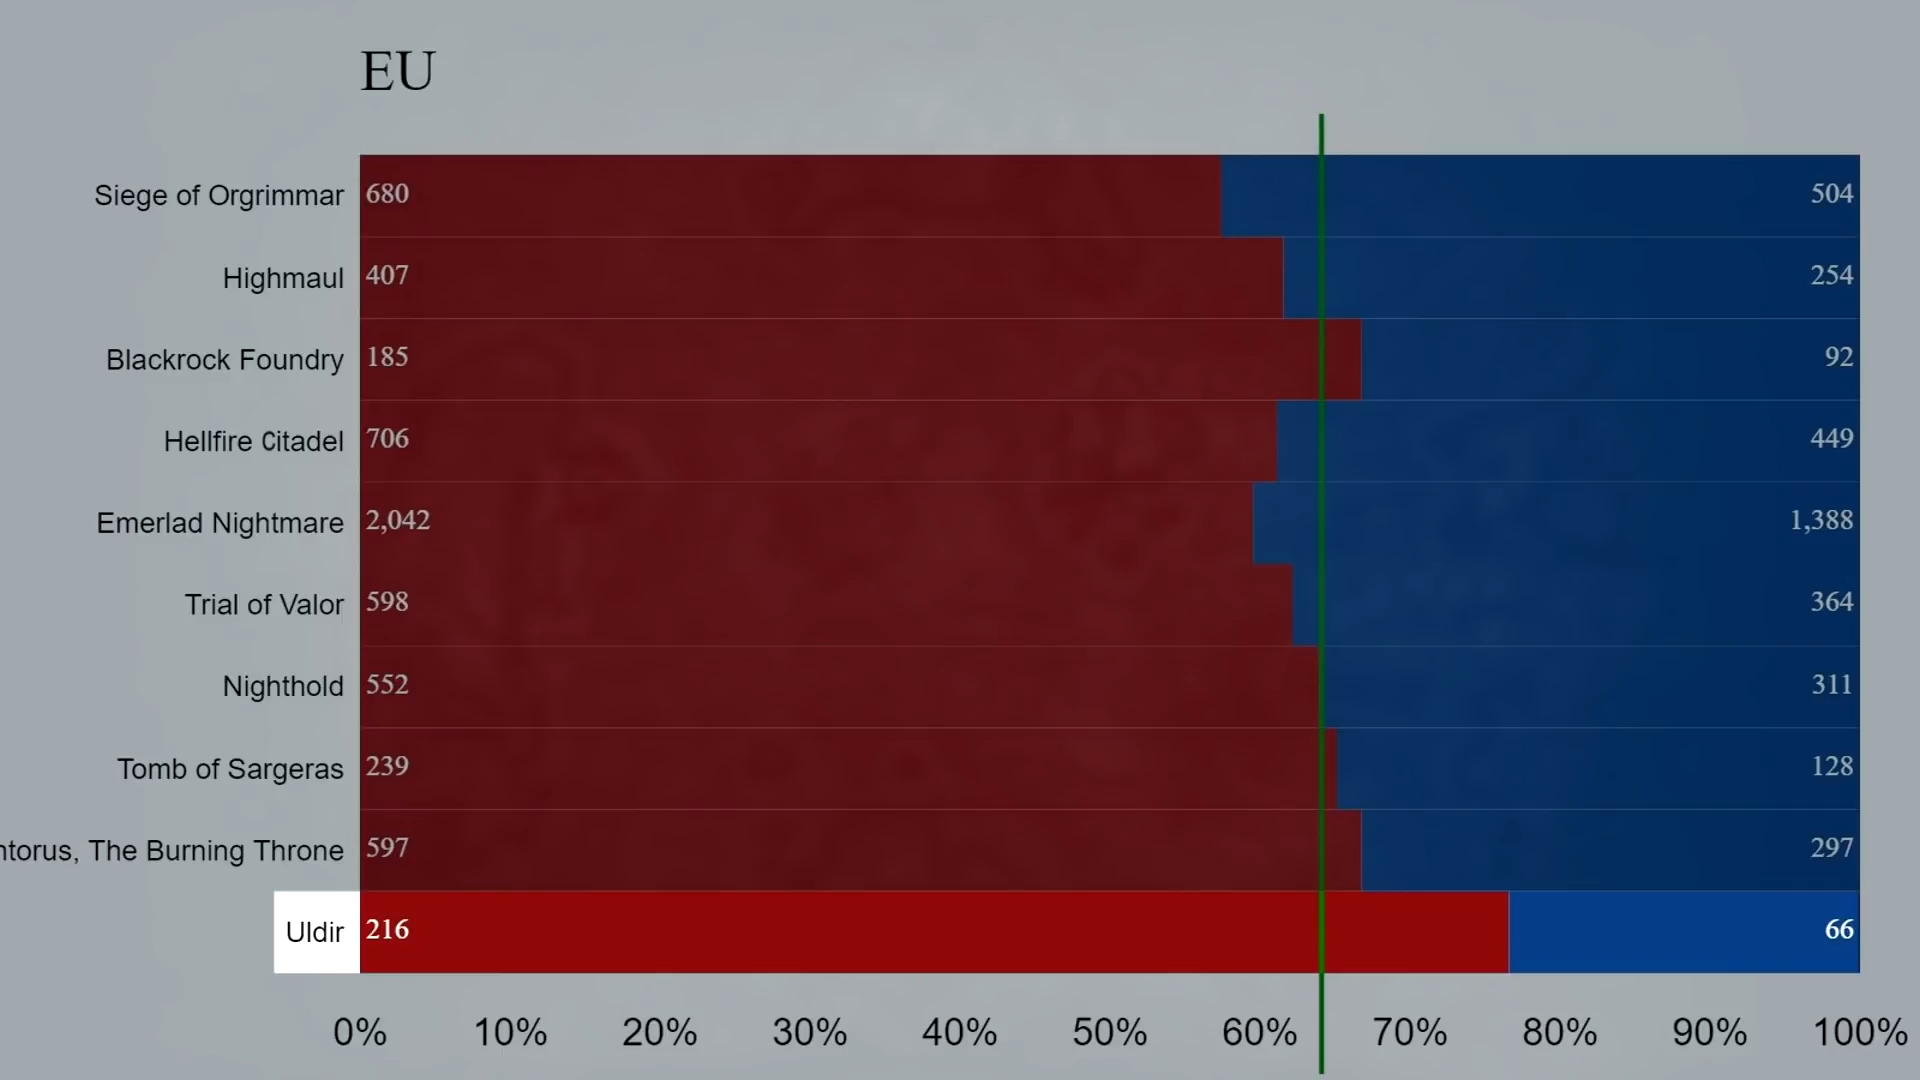 EU
Siege of Orgrimmar 680 504
Highmaul 407 254
Blackrock Foundry 185 92
Hellfire Citadel 706 449
Emerlad Nightmare 2,042 1,388
Trial of Valor 598 364
Nighthold 552 311
Tomb of Sargeras 239 128
ntorus, The Burning Throne 597 297
Uldir 216 66
0% 10% 20% 30% 40% 50% 60% 70% 80% 90% 100%